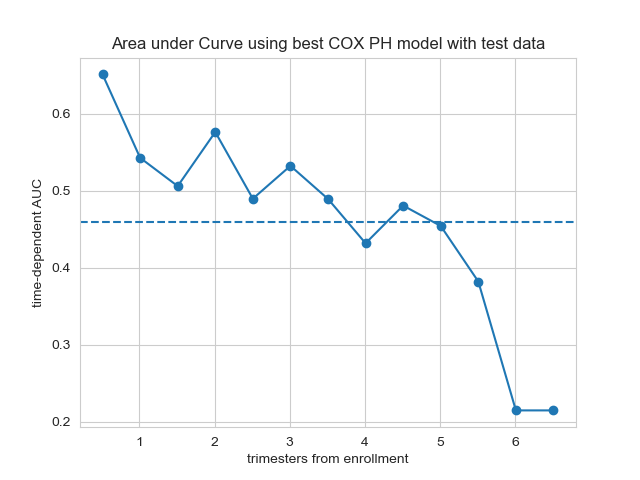 Area under Curve using best COX PH model with test data
time-dependent AUC
0.6
0.5
0.4
0.3
0.2
1 2 3 4 5 6
trimesters from enrollment